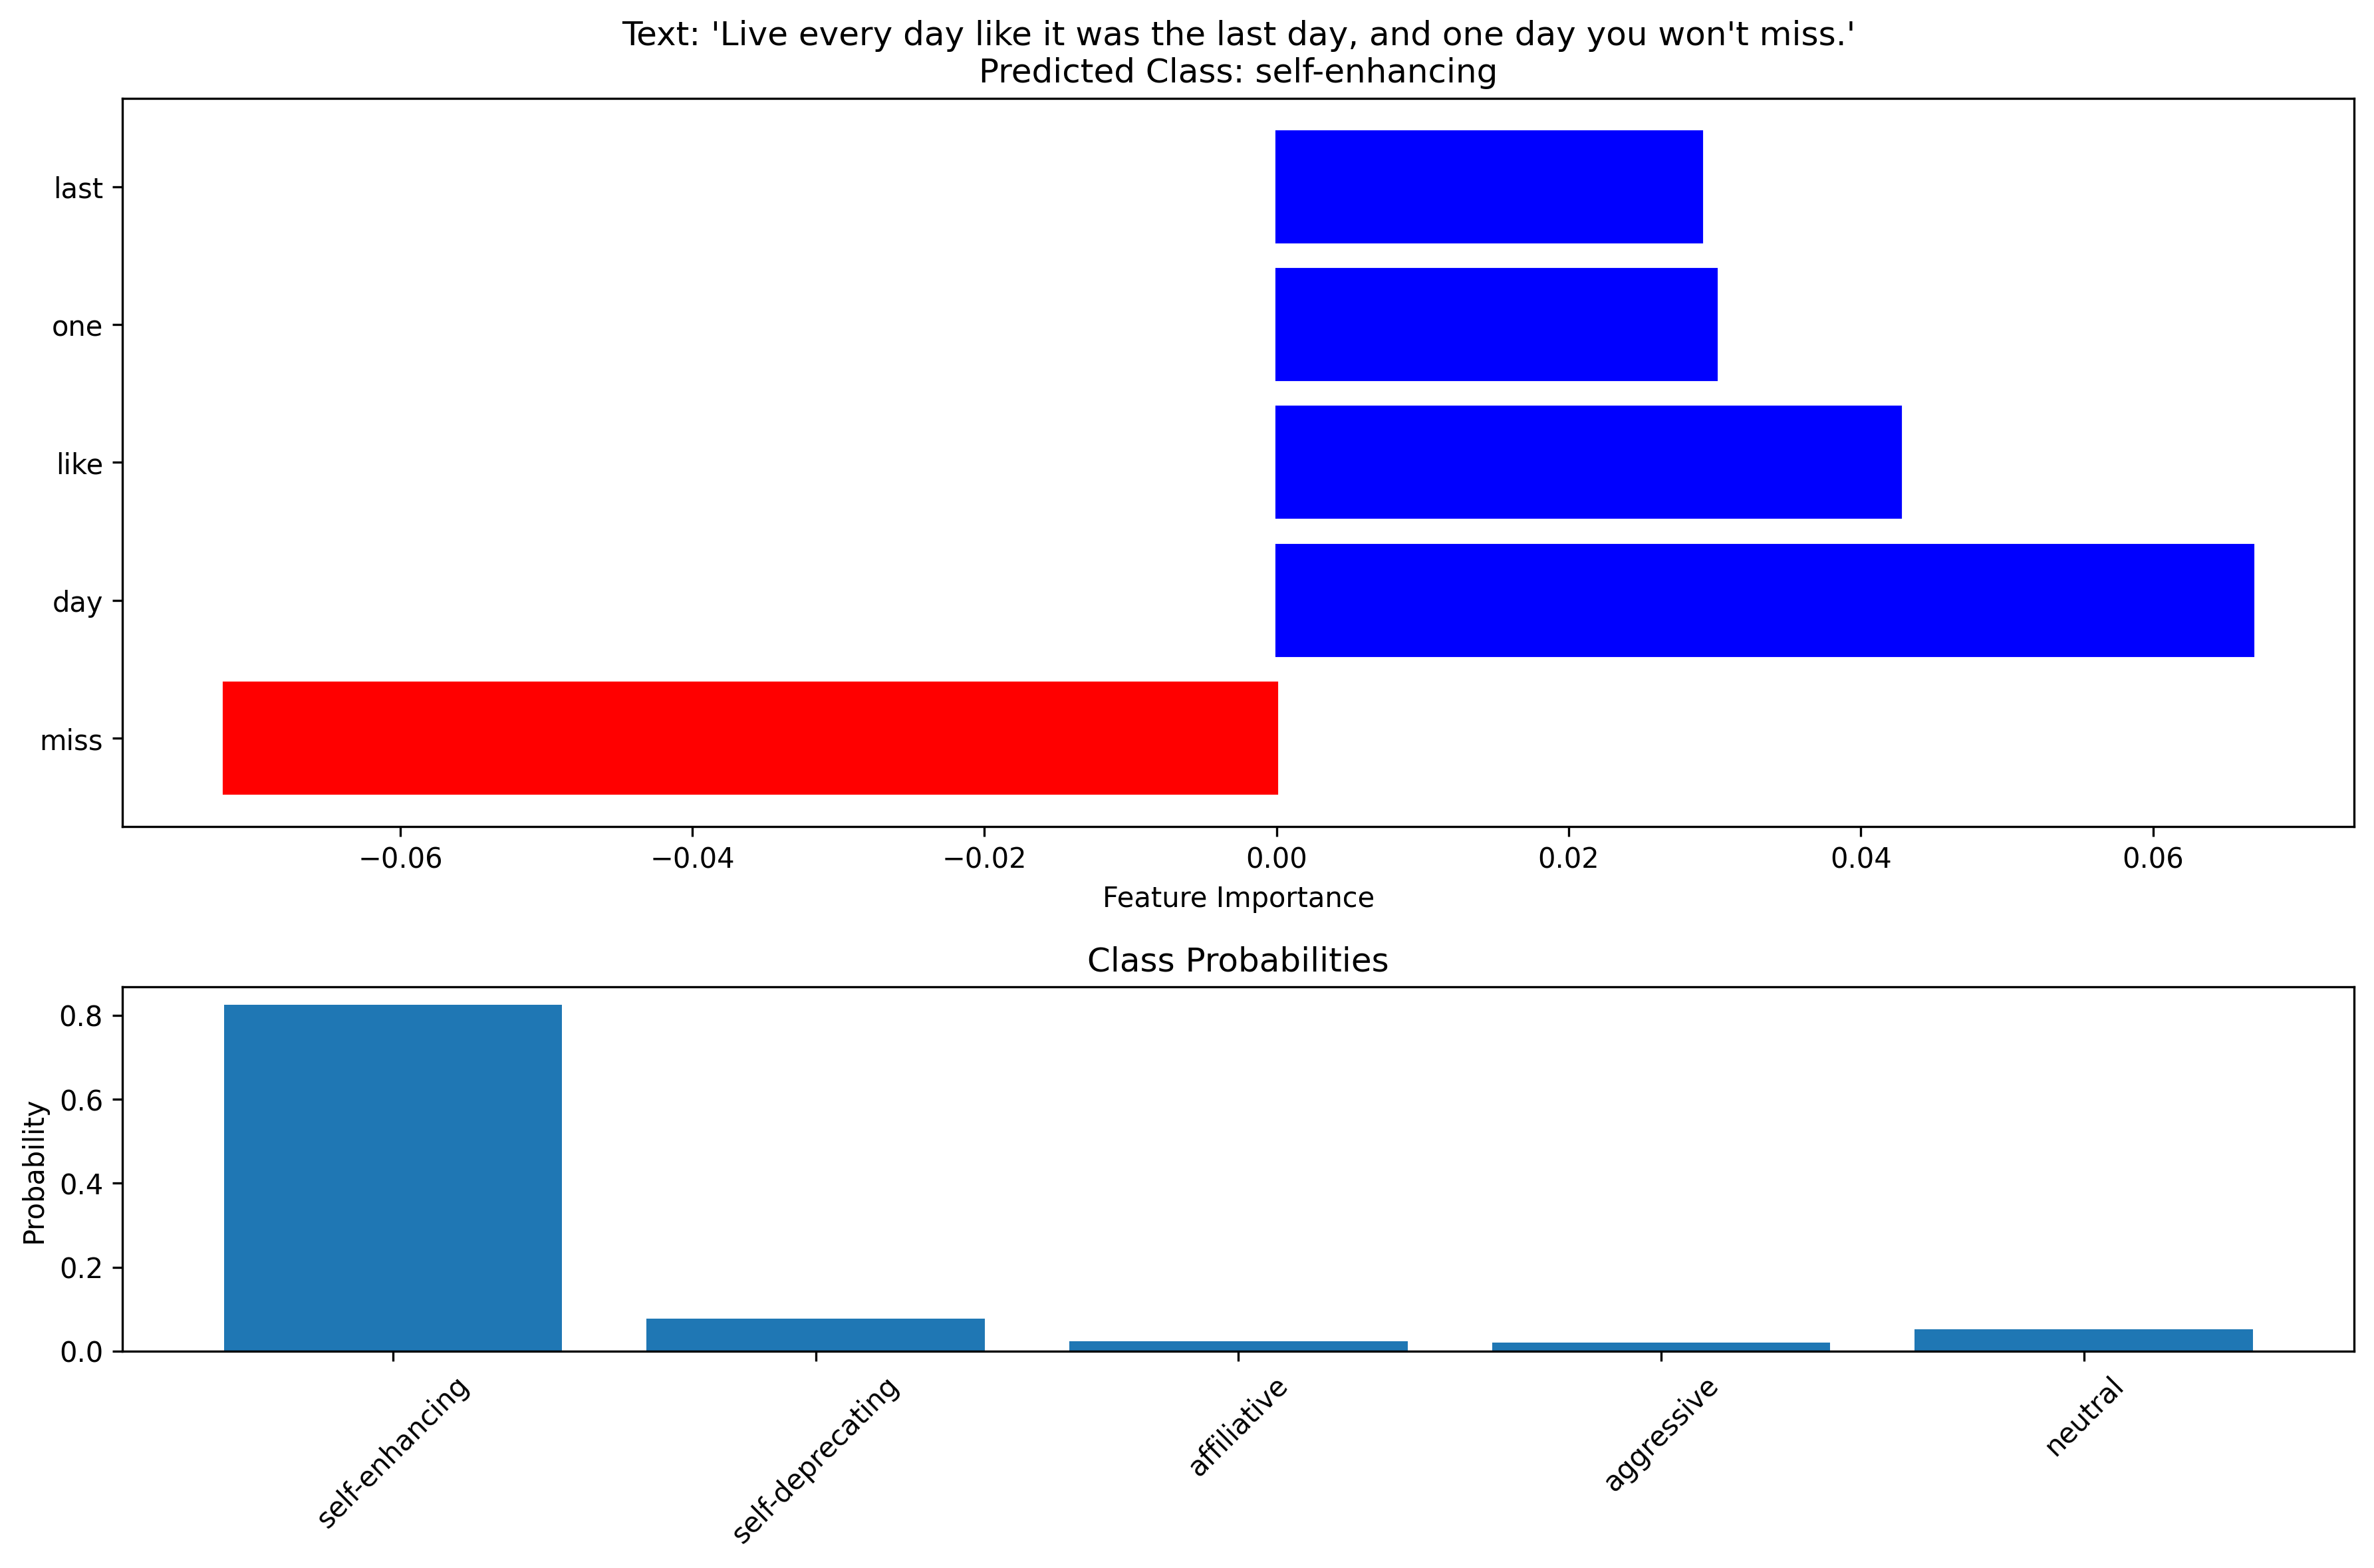 Text: 'Live every day like it was the last day, and one day you won't miss.'
Predicted Class: self-enhancing
last
one
like
day
miss
−0.06 −0.04 −0.02 0.00 0.02 0.04 0.06
Feature Importance
Class Probabilities
Probability
0.8
0.6
0.4
0.2
0.0
self-enhancing self-deprecating affiliative aggressive neutral